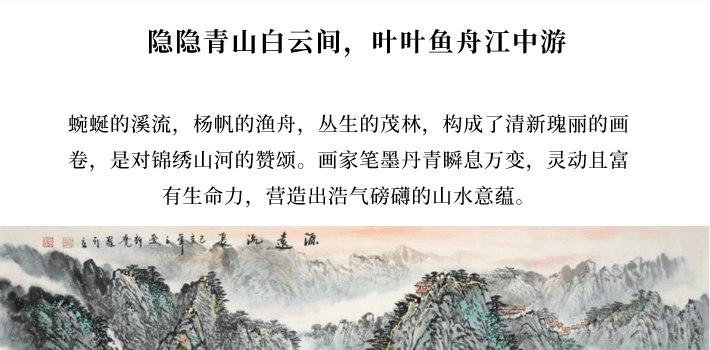 隐隐青山白云间，叶叶鱼舟江中游
蜿蜒的溪流，杨帆的渔舟，丛生的茂林，构成了清新瑰丽的画
卷，是对锦绣山河的赞颂。画家笔墨丹青瞬息万变，灵动且富
有生命力，营造出浩气磅礴的山水意蕴。
源遠流長